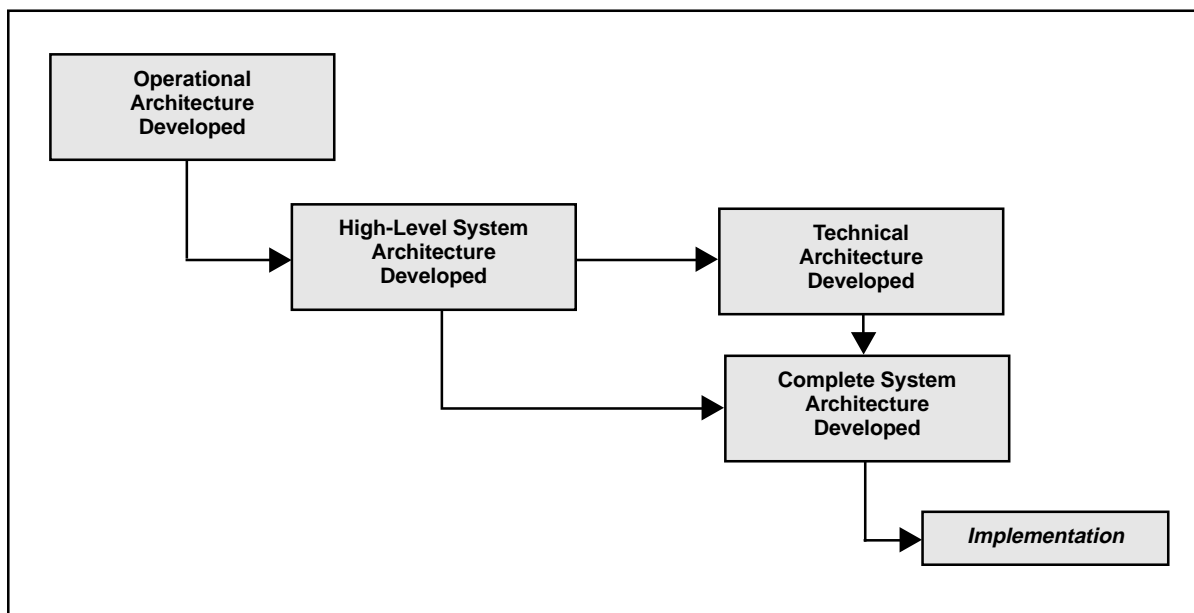 Operational
Architecture
Developed
High-Level System
Architecture
Developed
Technical
Architecture
Developed
Complete System
Architecture
Developed
Implementation